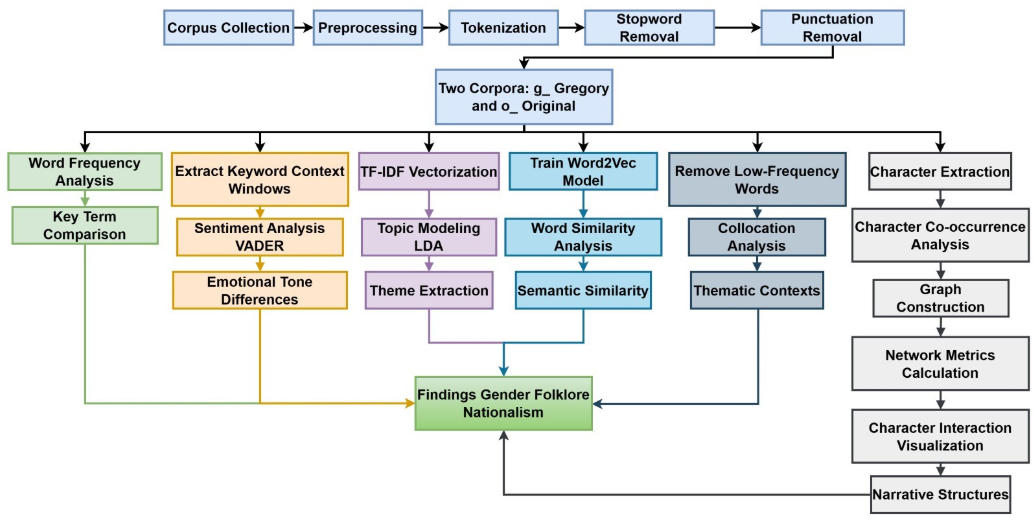 Corpus Collection
Preprocessing
Tokenization
Stopword
Removal
Punctuation
Removal
Two Corpora: g_ Gregory
and o_ Original
Word Frequency
Analysis
Key Term
Comparison
Extract Keyword Context
Windows
Sentiment Analysis
VADER
Emotional Tone
Differences
TF-IDF Vectorization
Topic Modeling
LDA
Theme Extraction
Train Word2Vec
Model
Word Similarity
Analysis
Semantic Similarity
Remove Low-Frequency
Words
Collocation
Analysis
Thematic Contexts
Character Extraction
Character Co-occurrence
Analysis
Graph
Construction
Network Metrics
Calculation
Character Interaction
Visualization
Narrative Structures
Findings Gender Folklore
Nationalism